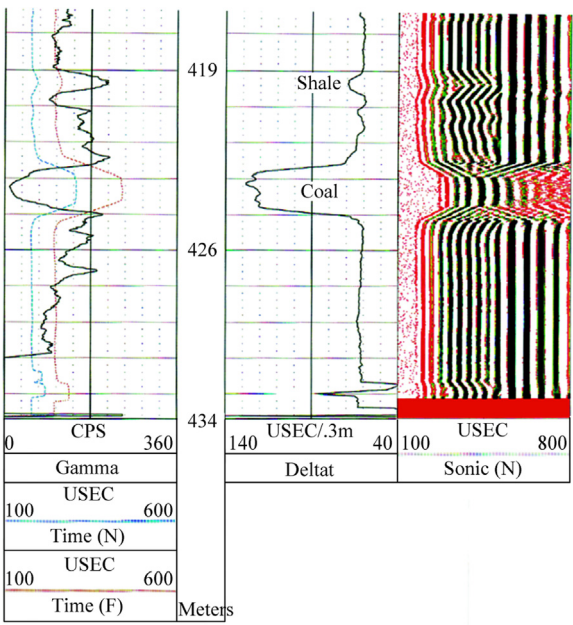 419
Shale
Coal
426
434
CPS
0 360
Gamma
USEC
100 600
Time (N)
USEC
100 600
Time (F)
Meters
USEC/.3m
140 40
Deltat
USEC
100 800
Sonic (N)